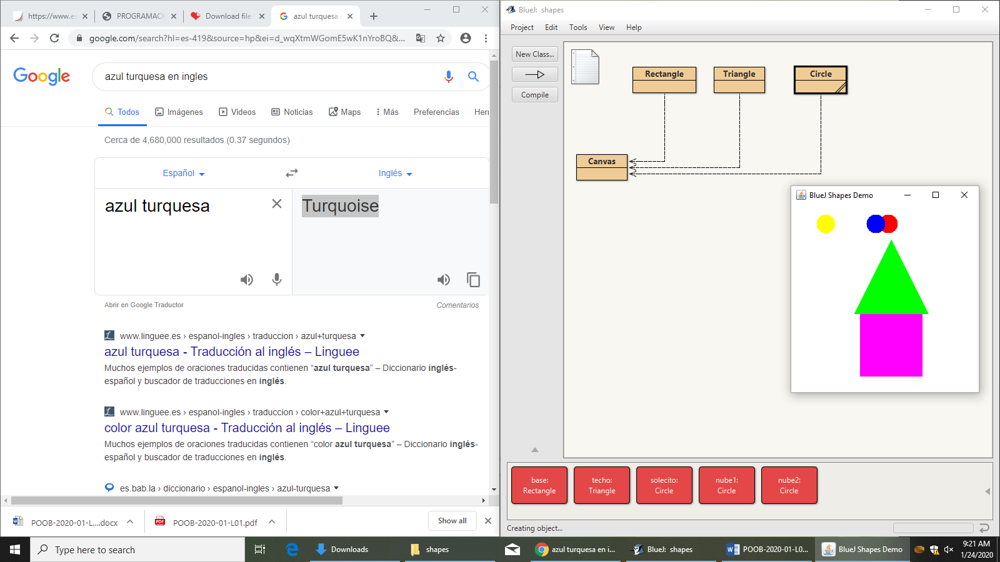 https://www.es
PROGRAMACI
Download file
azul turquesa
google.com/search?hl=es-419&source=hp&ei=d_wqXtmWGomE5wK1nYroBQ&...
Google
azul turquesa en ingles
Todos
Imágenes
Videos
Noticias
Maps
Más
Preferencias
Herr
Cerca de 4,680,000 resultados (0.37 segundos)
Español
Inglés
azul turquesa
Turquoise
Abrir en Google Traductor
Comentarios
www.linguee.es › espanol-ingles › traduccion › azul+turquesa
azul turquesa - Traducción al inglés – Linguee
Muchos ejemplos de oraciones traducidas contienen “azul turquesa” – Diccionario inglés-
español y buscador de traducciones en inglés.
www.linguee.es › espanol-ingles › traduccion › color+azul+turquesa
color azul turquesa - Traducción al inglés – Linguee
Muchos ejemplos de oraciones traducidas contienen “color azul turquesa” – Diccionario inglés-
español y buscador de traducciones en inglés.
es.bab.la › diccionario › espanol-ingles › azul-turquesa
POOB-2020-01-L....docx
POOB-2020-01-L01.pdf
Show all
BlueJ: shapes
Project Edit Tools View Help
New Class...
Compile
Rectangle
Triangle
Circle
Canvas
BlueJ Shapes Demo
base:
Rectangle
techo:
Triangle
solecito:
Circle
nube1:
Circle
nube2:
Circle
Creating object...
Type here to search
Downloads
shapes
azul turquesa en i...
BlueJ: shapes
POOB-2020-01-L0...
BlueJ Shapes Demo
9:21 AM
1/24/2020